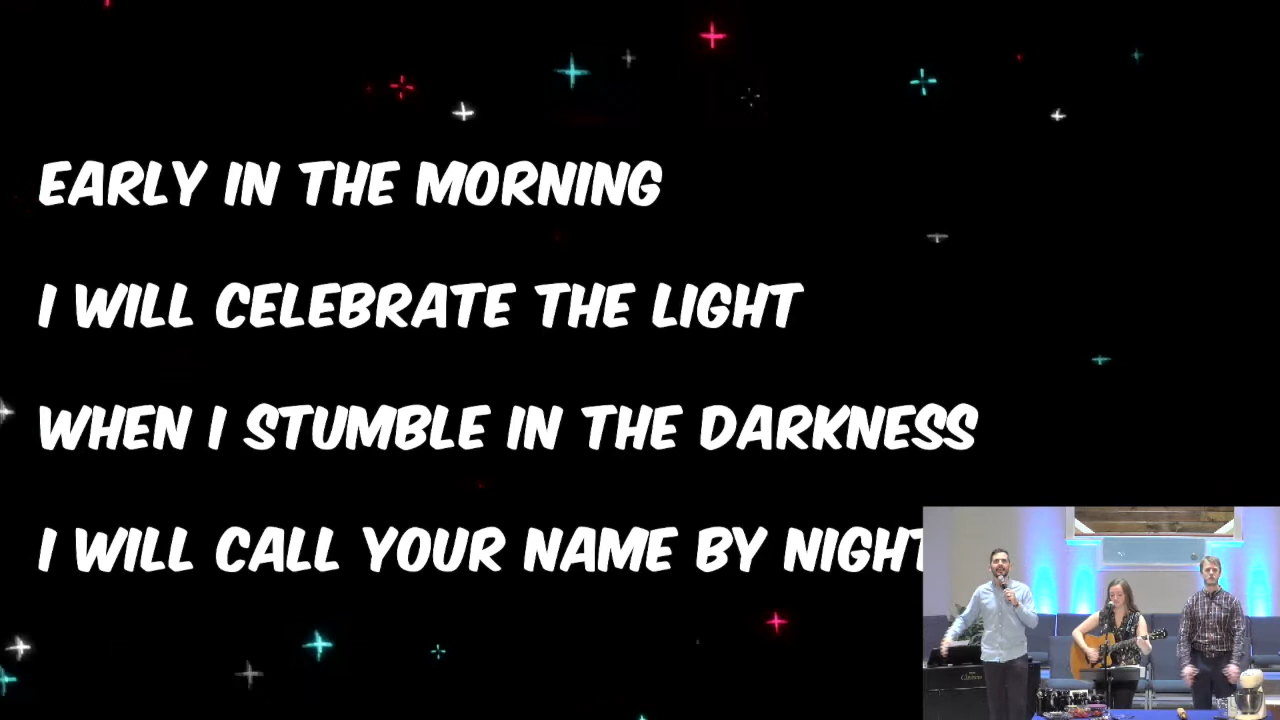 EARLY IN THE MORNING
I WILL CELEBRATE THE LIGHT
WHEN I STUMBLE IN THE DARKNESS
I WILL CALL YOUR NAME BY NIGHT